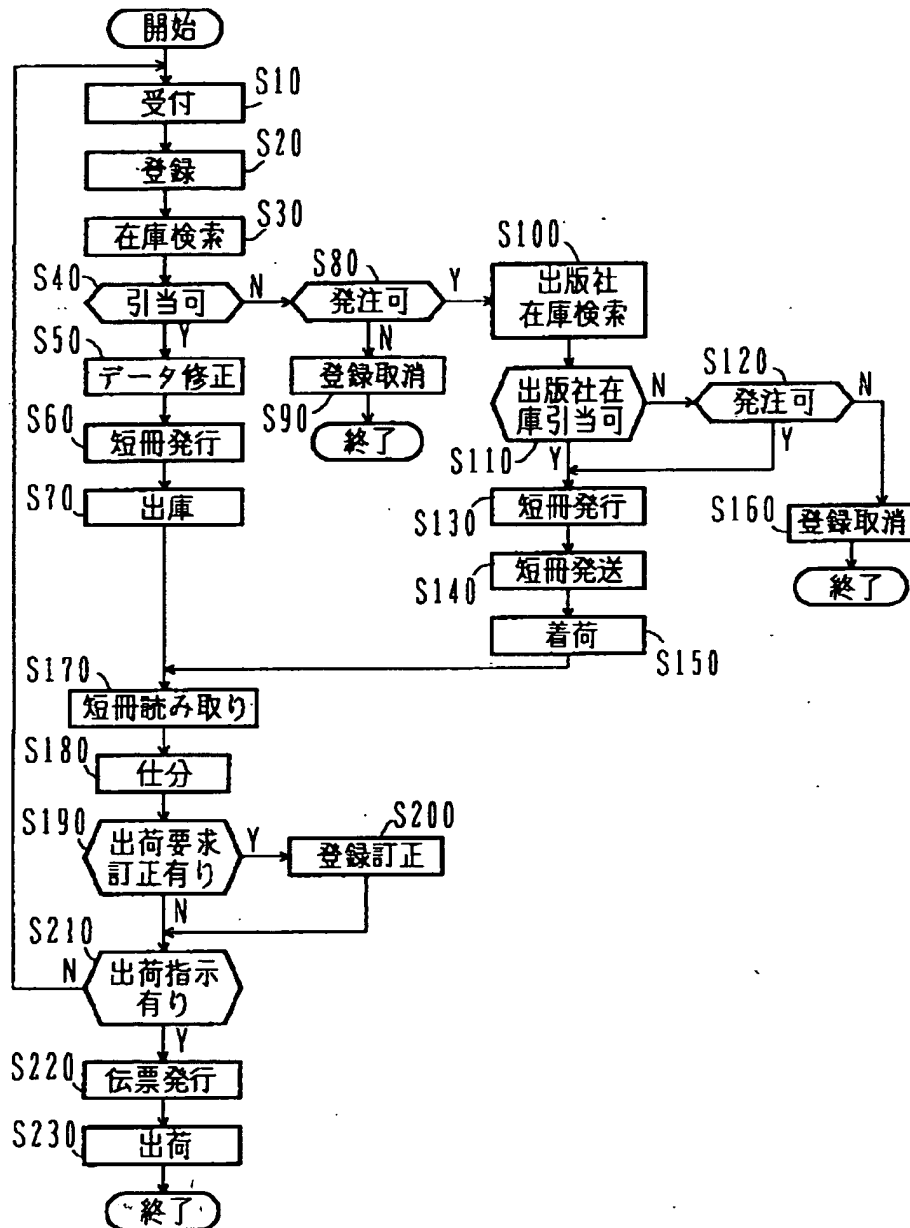 開始
S10
受付
S20
登録
S30
在庫検索
S40
引当可
N
Y
S80
発注可
Y
N
S100
出版社
在庫検索
S50
データ修正
S90
登録取消
終了
S110
出版社在
庫引当可
N
Y
S120
発注可
N
Y
S60
短冊発行
S70
出庫
S130
短冊発行
S160
登録取消
終了
S140
短冊発送
S150
着荷
S170
短冊読み取り
S180
仕分
S190
出荷要求
訂正有り
Y
N
S200
登録訂正
S210
出荷指示
有り
N
Y
S220
伝票発行
S230
出荷
終了